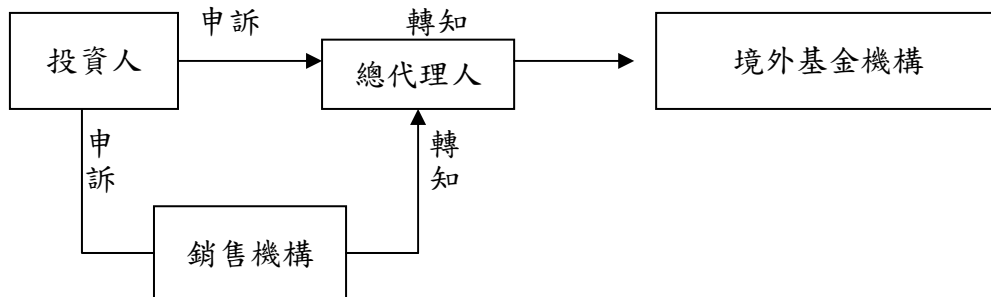 申訴
轉知
投資人
總代理人
境外基金機構
申訴
轉知
銷售機構